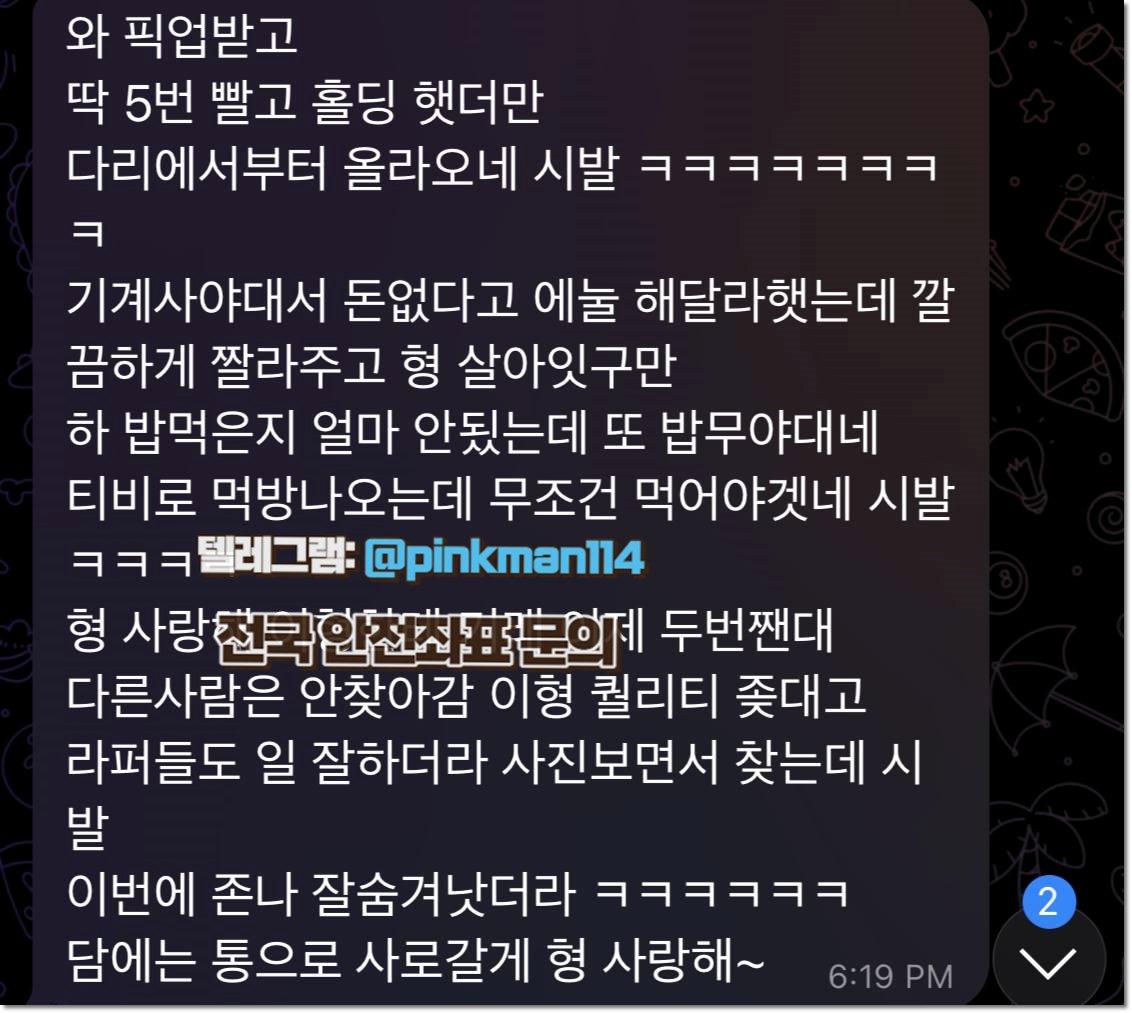 와 픽업받고
딱 5번 빨고 홀딩 햇더만
다리에서부터 올라오네 시발 ㅋㅋㅋㅋㅋㅋㅋ
ㅋ
기계사야대서 돈없다고 에눌 해달라햇는데 깔
끔하게 짤라주고 형 살아잇구만
하 밥먹은지 얼마 안됬는데 또 밥무야대네
티비로 먹방나오는데 무조건 먹어야겟네 시발
ㅋㅋㅋ
텔레그램: @pinkman114
형 사랑 두번짼대
전국 안전좌표 문의
다른사람은 안찾아감 이형 퀄리티 좆대고
라퍼들도 일 잘하더라 사진보면서 찾는데 시
발
이번에 존나 잘숨겨낫더라 ㅋㅋㅋㅋㅋㅋ
담에는 통으로 사로갈게 형 사랑해~
6:19 PM
2